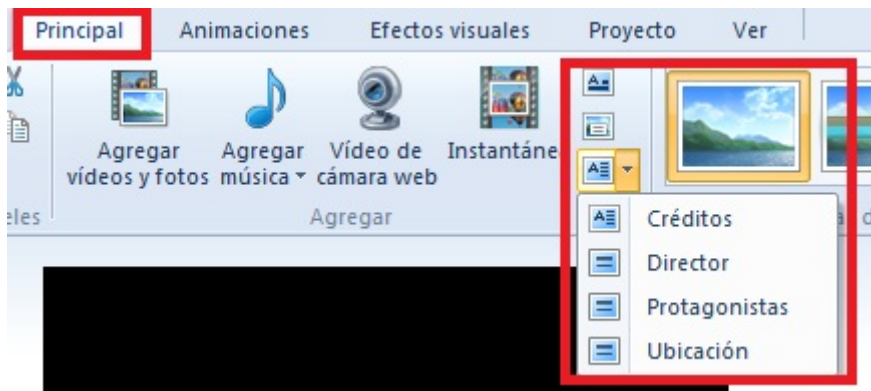 Principal Animaciones Efectos visuales Proyecto Ver
Agregar
vídeos y fotos
Agregar
música
Vídeo de
cámara web
Instantáne
Agregar
Créditos
Director
Protagonistas
Ubicación